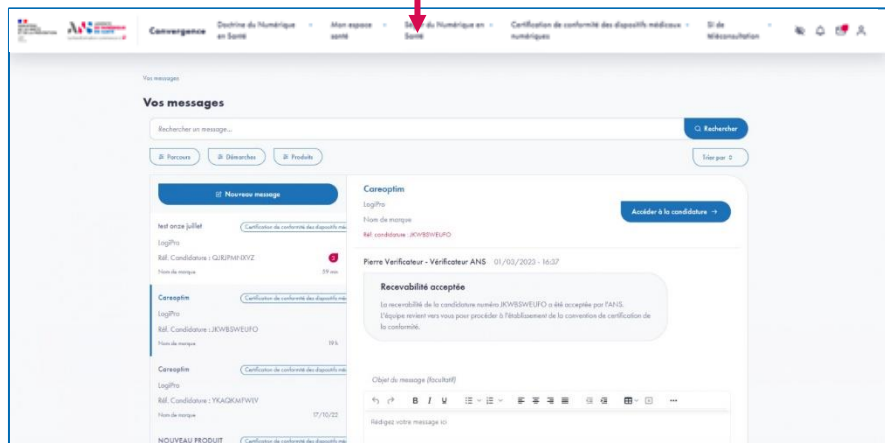 Convergence
Doctrine du Numérique en Santé
Mon espace santé
du Numérique en Santé
Certification de conformité des dispositifs médicaux numériques
SI de téléconsultation
Vos messages
Vos messages
Rechercher un message...
Rechercher
Parcours
Démarches
Produits
Trier par
Nouveau message
test onze juillet
Certification de conformité des dispositifs mé
LogiPro
Réf. Candidature :
Nom de marque
59 min
Careoptim
Certification de conformité des dispositifs mé
LogiPro
Réf. Candidature : JKWBSWEUFO
Nom de marque
19 h
Careoptim
Certification de conformité des dispositifs mé
LogiPro
Réf. Candidature : YKAQKMFWLV
Nom de marque
17/10/22
NOUVEAU PRODUIT
Certification de conformité des dispositifs mé
Careoptim
LogiPro
Nom de marque
Réf. candidature : JKWBSWEUFO
Accéder à la candidature →
Pierre Verificateur - Vérificateur ANS 01/03/2023 - 16:37
Recevabilité acceptée
La recevabilité de la candidature numéro JKWBSWEUFO a été acceptée par l'ANS.
L'équipe revient vers vous pour procéder à l'établissement de la convention de certification de
la conformité.
Objet du message (facultatif)
B I U
Rédigez votre message ici